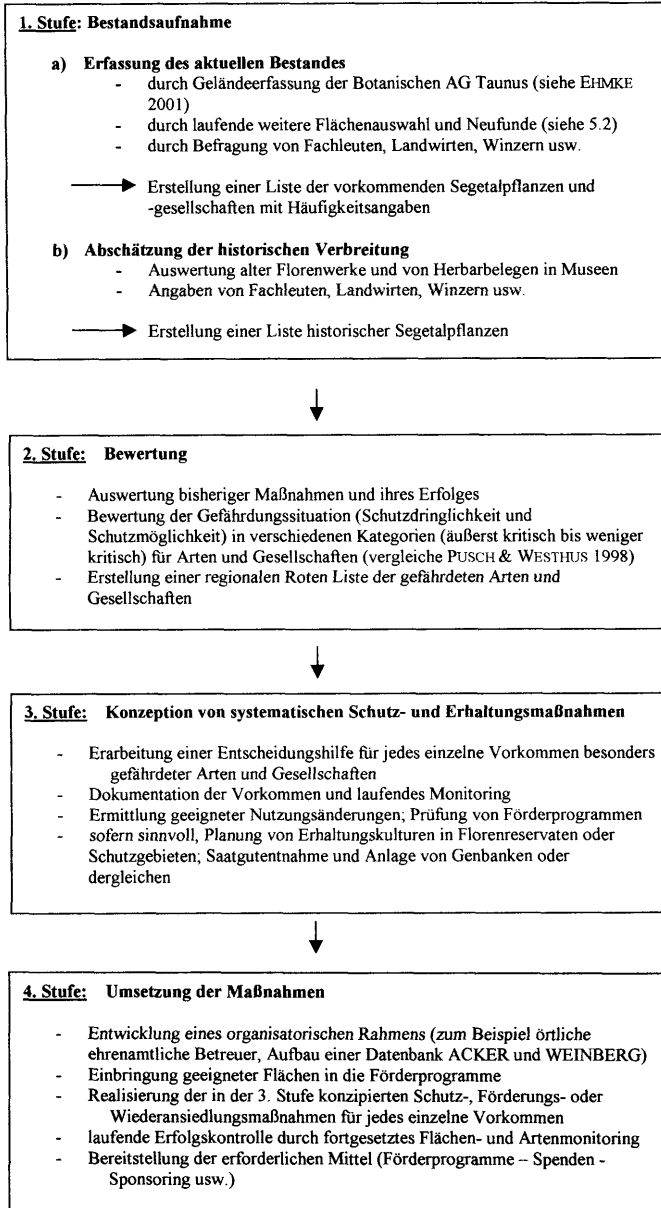 1. Stufe: Bestandsaufnahme
a) Erfassung des aktuellen Bestandes
- durch Geländeerfassung der Botanischen AG Taunus (siehe EHMKE
2001)
- durch laufende weitere Flächenauswahl und Neufunde (siehe 5.2)
- durch Befragung von Fachleuten, Landwirten, Winzern usw.
Erstellung einer Liste der vorkommenden Segetalpflanzen und
-gesellschaften mit Häufigkeitsangaben
b) Abschätzung der historischen Verbreitung
- Auswertung alter Florenwerke und von Herbarbelegen in Museen
- Angaben von Fachleuten, Landwirten, Winzern usw.
Erstellung einer Liste historischer Segetalpflanzen
2. Stufe: Bewertung
- Auswertung bisheriger Maßnahmen und ihres Erfolges
- Bewertung der Gefährdungssituation (Schutzdringlichkeit und
Schutzmöglichkeit) in verschiedenen Kategorien (äußerst kritisch bis weniger
kritisch) für Arten und Gesellschaften (vergleiche PUSCH & WESTHUS 1998)
- Erstellung einer regionalen Roten Liste der gefährdeten Arten und
Gesellschaften
3. Stufe: Konzeption von systematischen Schutz- und Erhaltungsmaßnahmen
- Erarbeitung einer Entscheidungshilfe für jedes einzelne Vorkommen besonders
gefährdeter Arten und Gesellschaften
- Dokumentation der Vorkommen und laufendes Monitoring
- Ermittlung geeigneter Nutzungsänderungen; Prüfung von Förderprogrammen
- sofern sinnvoll, Planung von Erhaltungskulturen in Florenreservaten oder
Schutzgebieten; Saatgutentnahme und Anlage von Genbanken oder
dergleichen
4. Stufe: Umsetzung der Maßnahmen
- Entwicklung eines organisatorischen Rahmens (zum Beispiel örtliche
ehrenamtliche Betreuer, Aufbau einer Datenbank ACKER und WEINBERG)
- Einbringung geeigneter Flächen in die Förderprogramme
- Realisierung der in der 3. Stufe konzipierten Schutz-, Förderungs- oder
Wiederansiedlungsmaßnahmen für jedes einzelne Vorkommen
- laufende Erfolgskontrolle durch fortgesetztes Flächen- und Artenmonitoring
- Bereitstellung der erforderlichen Mittel (Förderprogramme – Spenden -
Sponsoring usw.)